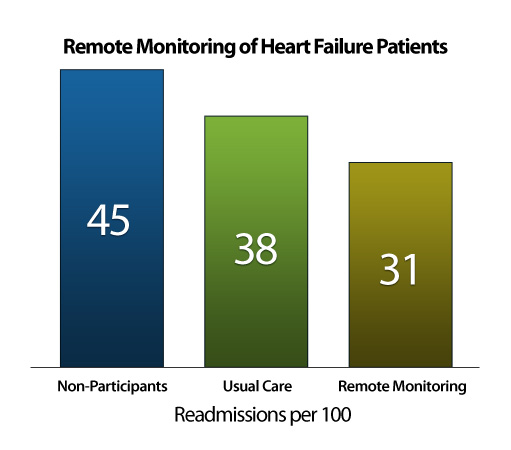 Remote Monitoring of Heart Failure Patients
45
38
31
Non-Participants
Usual Care
Remote Monitoring
Readmissions per 100